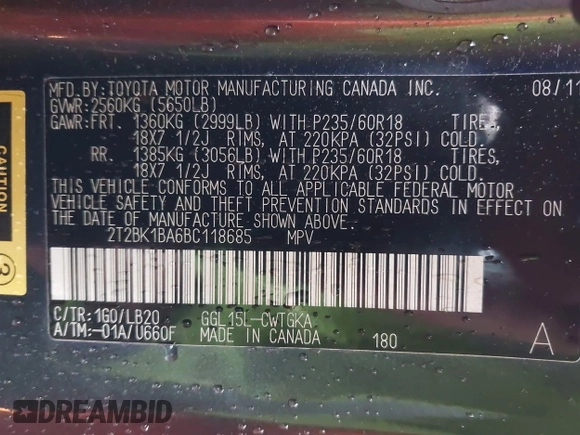 MFD.BY:TOYOTA MOTOR MANUFACTURING CANADA INC. 08/11
GVWR:2560KG (5650LB)
GAWR:FRT. 1360KG (2999LB) WITH P235/60R18 TIRES,
18X7 1/2J RIMS, AT 220KPA (32PSI) COLD.
RR. 1385KG (3056LB) WITH P235/60R18 TIRES,
18X7 1/2J RIMS, AT 220KPA (32PSI) COLD.
THIS VEHICLE CONFORMS TO ALL APPLICABLE FEDERAL MOTOR
VEHICLE SAFETY AND THEFT PREVENTION STANDARDS IN EFFECT ON
THE DATE OF MANUFACTURE SHOWN ABOVE.
2T2BK1BA6BC118685 MPV
C/TR:1G0/LB20 GGL15L-CWTGKA
A/TM:-01A/U660F MADE IN CANADA 180 A
CAUTION
3
DREAMBID